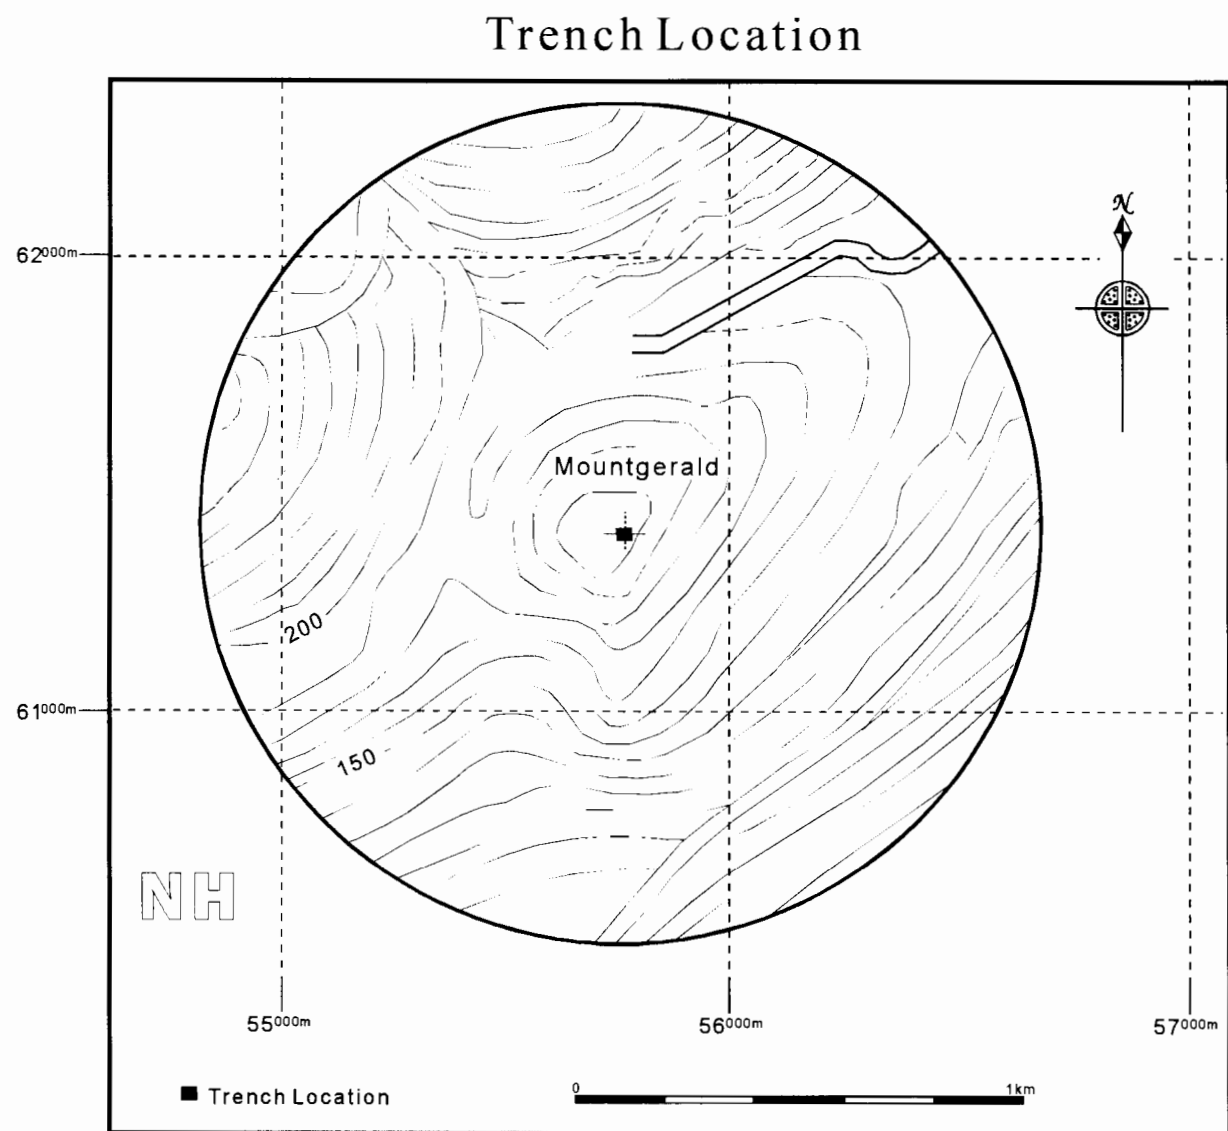 Trench Location
N
62000m
Mountgerald
200
61000m
150
NH
55000m
56000m
57000m
Trench Location
0
1km